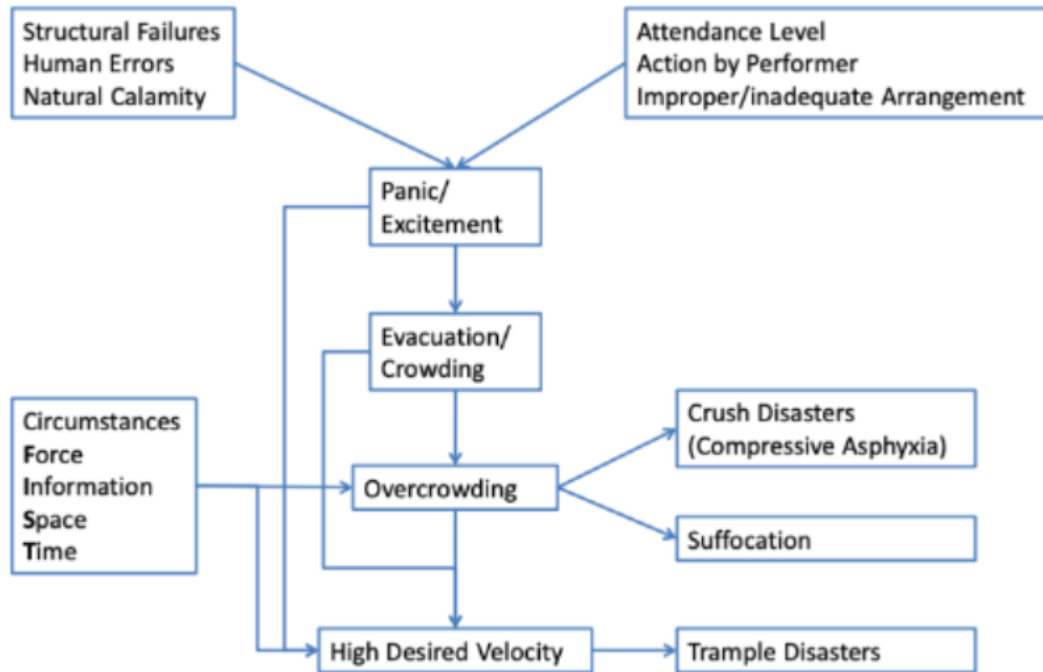 Structural Failures
Human Errors
Natural Calamity
Attendance Level
Action by Performer
Improper/inadequate Arrangement
Panic/
Excitement
Evacuation/
Crowding
Circumstances
Force
Information
Space
Time
Overcrowding
Crush Disasters
(Compressive Asphyxia)
Suffocation
High Desired Velocity
Trample Disasters